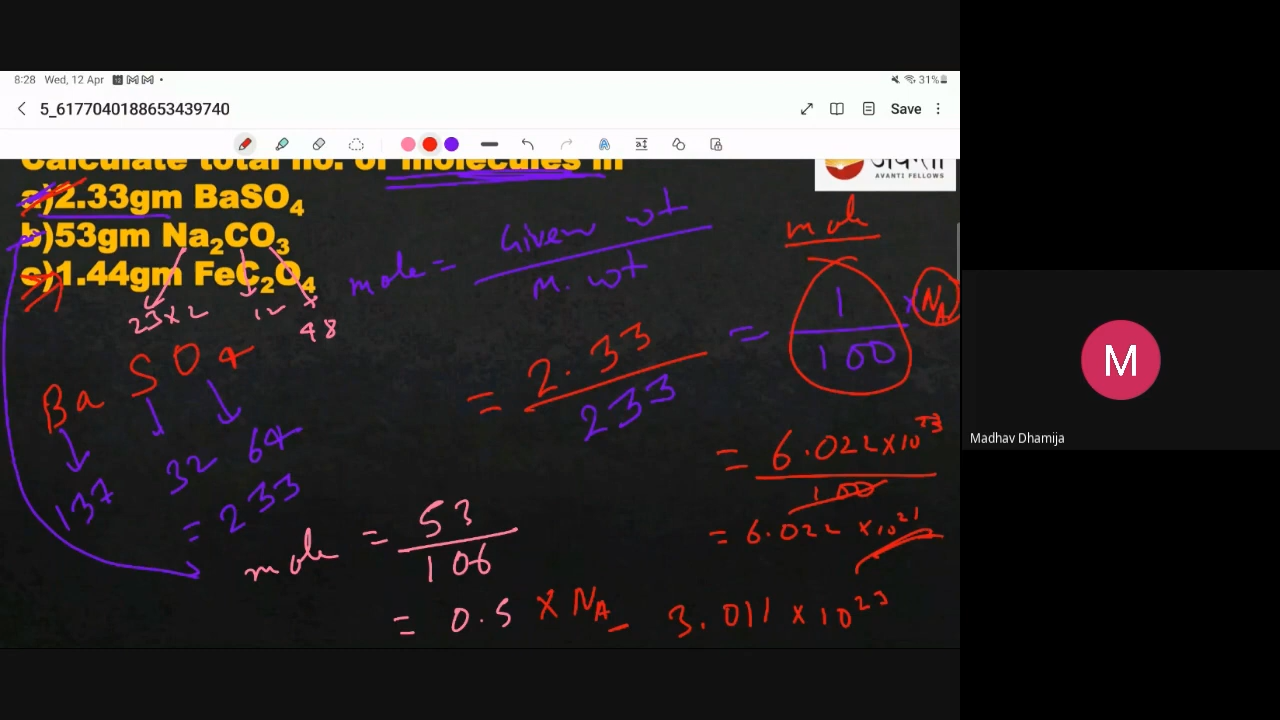 8:28 Wed, 12 Apr 31%
5_6177040188653439740 Save
Calculate total no. of molecules in
a)2.33gm BaSO4
b)53gm Na2CO3
c)1.44gm FeC2O4
अवन्ती
AVANTI FELLOWS
23 x 2 12 48
mole = Given wt / M. wt
mole
= 2.33 / 233 = 1 / 100 x NA
Ba S O4
137 32 64
= 233
= 6.022 x 10^23 / 100
= 6.022 x 10^21
mole = 53 / 106
= 0.5 x NA 3.011 x 10^23
M
Madhav Dhamija